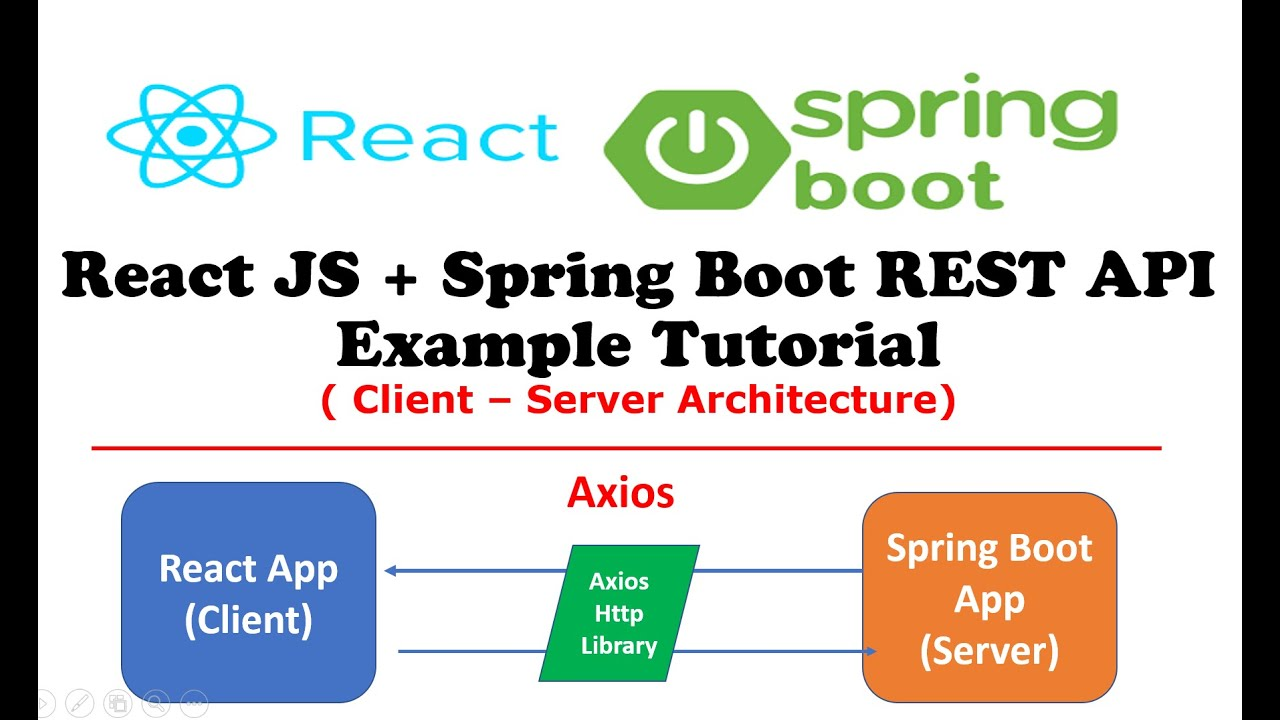 React
spring
boot
React JS + Spring Boot REST API
Example Tutorial
( Client – Server Architecture)
Axios
React App
(Client)
Axios
Http
Library
Spring Boot
App
(Server)